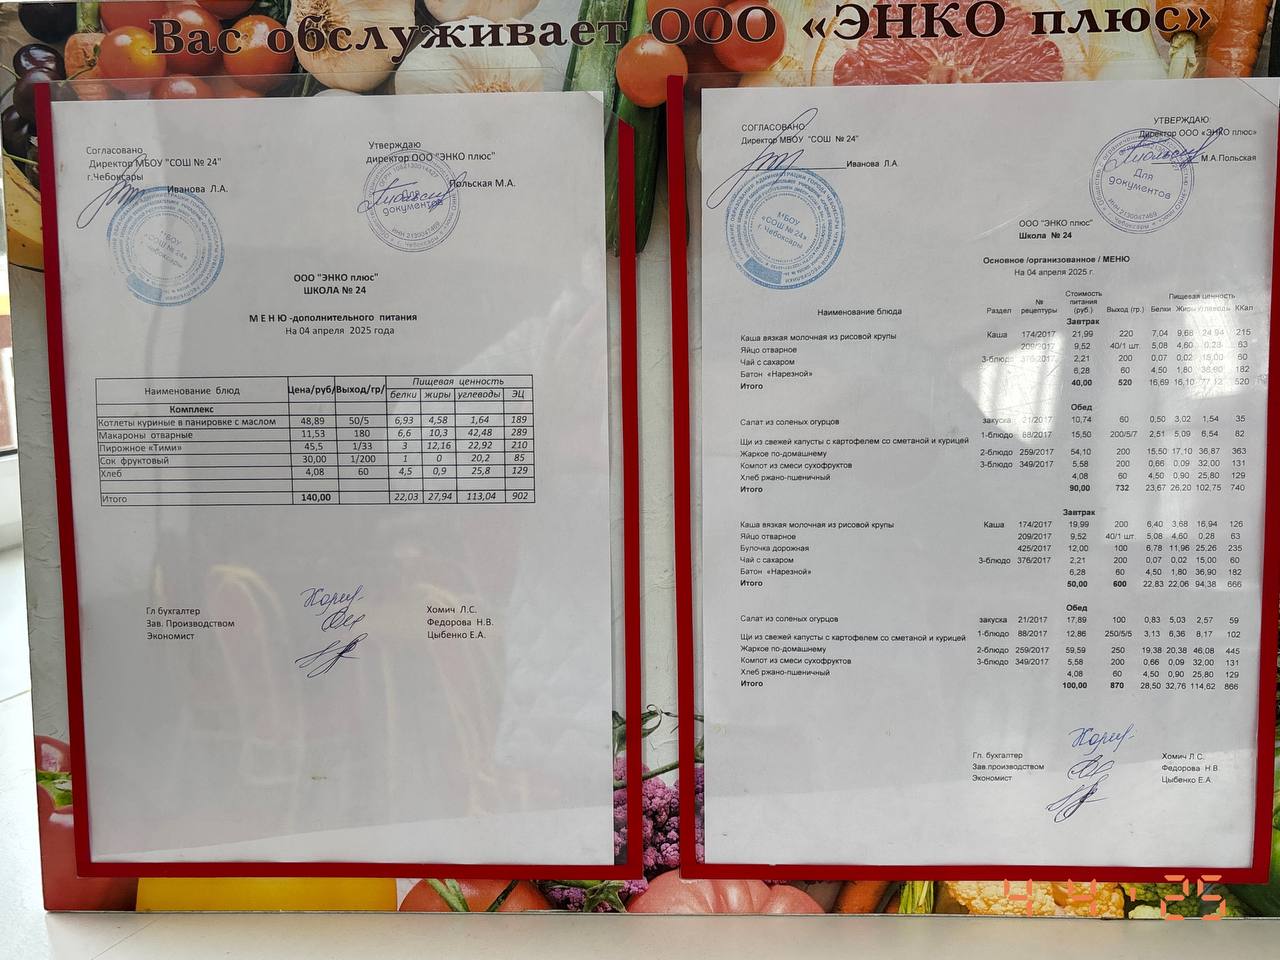 Вас обслуживает ООО «ЭНКО плюс»
Согласовано
Директор МБОУ "СОШ № 24"
г.Чебоксары
Иванова Л.А.
Утверждаю
директор ООО "ЭНКО плюс"
Польская М.А.
МБОУ
«СОШ № 24»
г. Чебоксары
Для
документов
ИНН 2130047469
ООО "ЭНКО плюс"
ШКОЛА № 24
М Е Н Ю -дополнительного питания
На 04 апреля 2025 года
Наименование блюд Цена/руб/ Выход/гр/ Пищевая ценность
белки жиры углеводы ЭЦ
Комплекс
Котлеты куриные в панировке с маслом 48,89 50/5 6,93 4,58 1,64 189
Макароны отварные 11,53 180 6,6 10,3 42,48 289
Пирожное «Тими» 45,5 1/33 3 12,16 22,92 210
Сок фруктовый 30,00 1/200 1 0 20,2 85
Хлеб 4,08 60 4,5 0,9 25,8 129
Итого 140,00 22,03 27,94 113,04 902
Гл бухгалтер Хомич Л.С.
Зав. Производством Федорова Н.В.
Экономист Цыбенко Е.А.
СОГЛАСОВАНО
Директор МБОУ "СОШ № 24"
Иванова Л.А.
УТВЕРЖДАЮ:
Директор ООО «ЭНКО плюс»
М.А.Польская
МБОУ
«СОШ № 24»
г. Чебоксары
Для
документов
ИНН 2130047469
ООО "ЭНКО плюс"
Школа № 24
Основное /организованное / МЕНЮ
На 04 апреля 2025 г.
Наименование блюда Раздел № рецептуры Стоимость питания (руб.) Выход (гр.) Пищевая ценность
Белки Жиры Углеводы ККал
Завтрак
Каша вязкая молочная из рисовой крупы Каша 174/2017 21,99 220 7,04 9,68 24,94 215
Яйцо отварное 209/2017 9,52 40/1 шт. 5,08 4,60 0,28 63
Чай с сахаром 3-блюдо 376/2017 2,21 200 0,07 0,02 15,00 60
Батон «Нарезной» 6,28 60 4,50 1,80 36,90 182
Итого 40,00 520 16,69 16,10 77,12 520
Обед
Салат из соленых огурцов закуска 21/2017 10,74 60 0,50 3,02 1,54 35
Щи из свежей капусты с картофелем со сметаной и курицей 1-блюдо 88/2017 15,50 200/5/7 2,51 5,09 6,54 82
Жаркое по-домашнему 2-блюдо 259/2017 54,10 200 15,50 17,10 36,87 363
Компот из смеси сухофруктов 3-блюдо 349/2017 5,58 200 0,66 0,09 32,00 131
Хлеб ржано-пшеничный 4,08 60 4,50 0,90 25,80 129
Итого 90,00 732 23,67 26,20 102,75 740
Завтрак
Каша вязкая молочная из рисовой крупы Каша 174/2017 19,99 200 6,40 3,68 16,94 126
Яйцо отварное 209/2017 9,52 40/1 шт. 5,08 4,60 0,28 63
Булочка дорожная 425/2017 12,00 100 6,78 11,96 25,26 235
Чай с сахаром 3-блюдо 376/2017 2,21 200 0,07 0,02 15,00 60
Батон «Нарезной» 6,28 60 4,50 1,80 36,90 182
Итого 50,00 600 22,83 22,06 94,38 666
Обед
Салат из соленых огурцов закуска 21/2017 17,89 100 0,83 5,03 2,57 59
Щи из свежей капусты с картофелем со сметаной и курицей 1-блюдо 88/2017 12,86 250/5/5 3,13 6,36 8,17 102
Жаркое по-домашнему 2-блюдо 259/2017 59,59 250 19,38 20,38 46,08 445
Компот из смеси сухофруктов 3-блюдо 349/2017 5,58 200 0,66 0,09 32,00 131
Хлеб ржано-пшеничный 4,08 60 4,50 0,90 25,80 129
Итого 100,00 870 28,50 32,76 114,62 866
Гл. бухгалтер Хомич Л.С.
Зав.производством Федорова Н.В.
Экономист Цыбенко Е.А.
4 4 '25